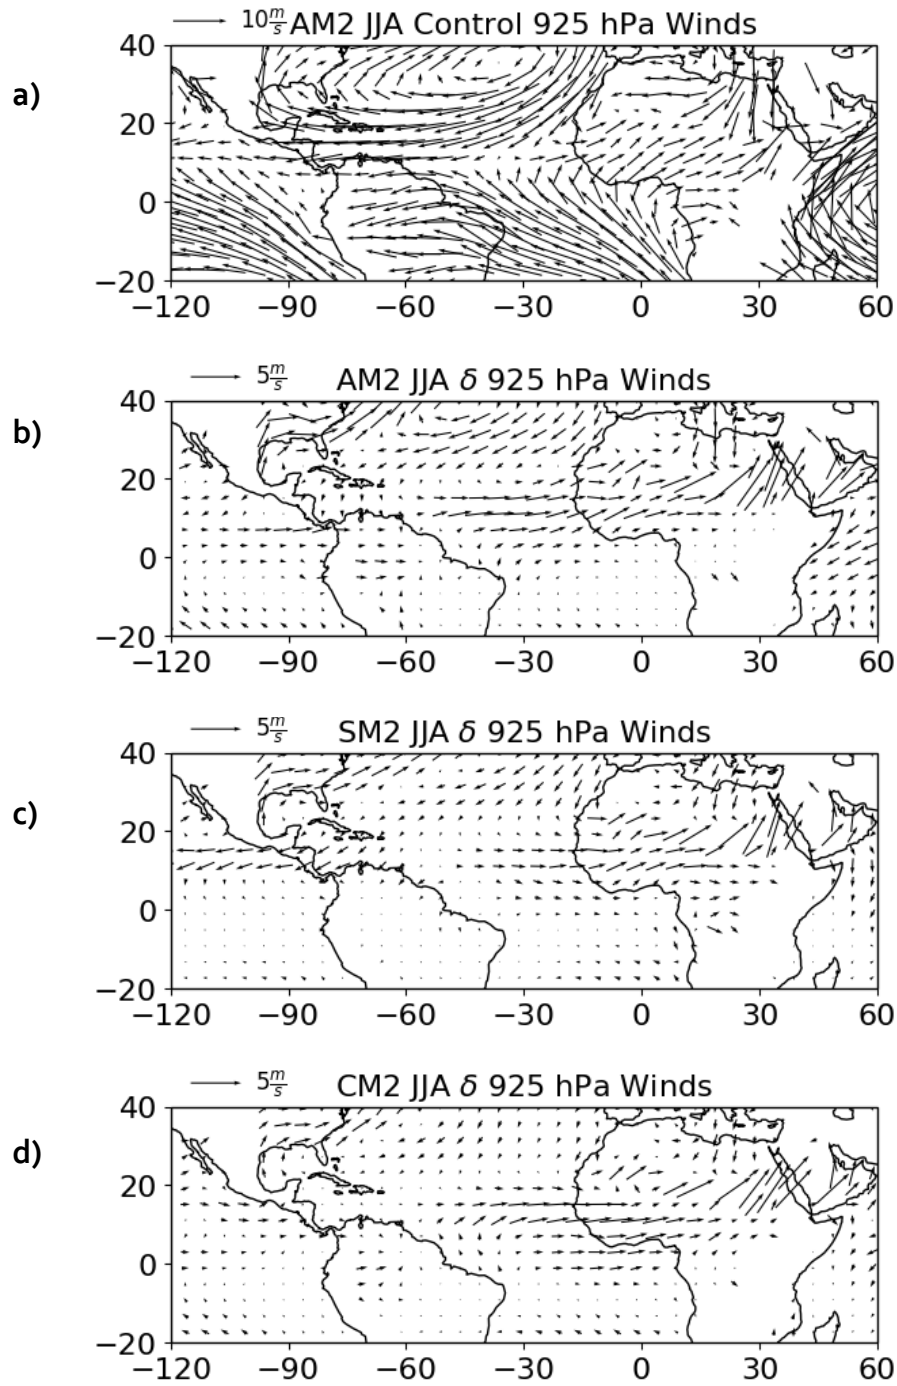 10 m/s AM2 JJA Control 925 hPa Winds
a)
40
20
0
−20
−120 −90 −60 −30 0 30 60
5 m/s AM2 JJA δ 925 hPa Winds
b)
40
20
0
−20
−120 −90 −60 −30 0 30 60
5 m/s SM2 JJA δ 925 hPa Winds
c)
40
20
0
−20
−120 −90 −60 −30 0 30 60
5 m/s CM2 JJA δ 925 hPa Winds
d)
40
20
0
−20
−120 −90 −60 −30 0 30 60